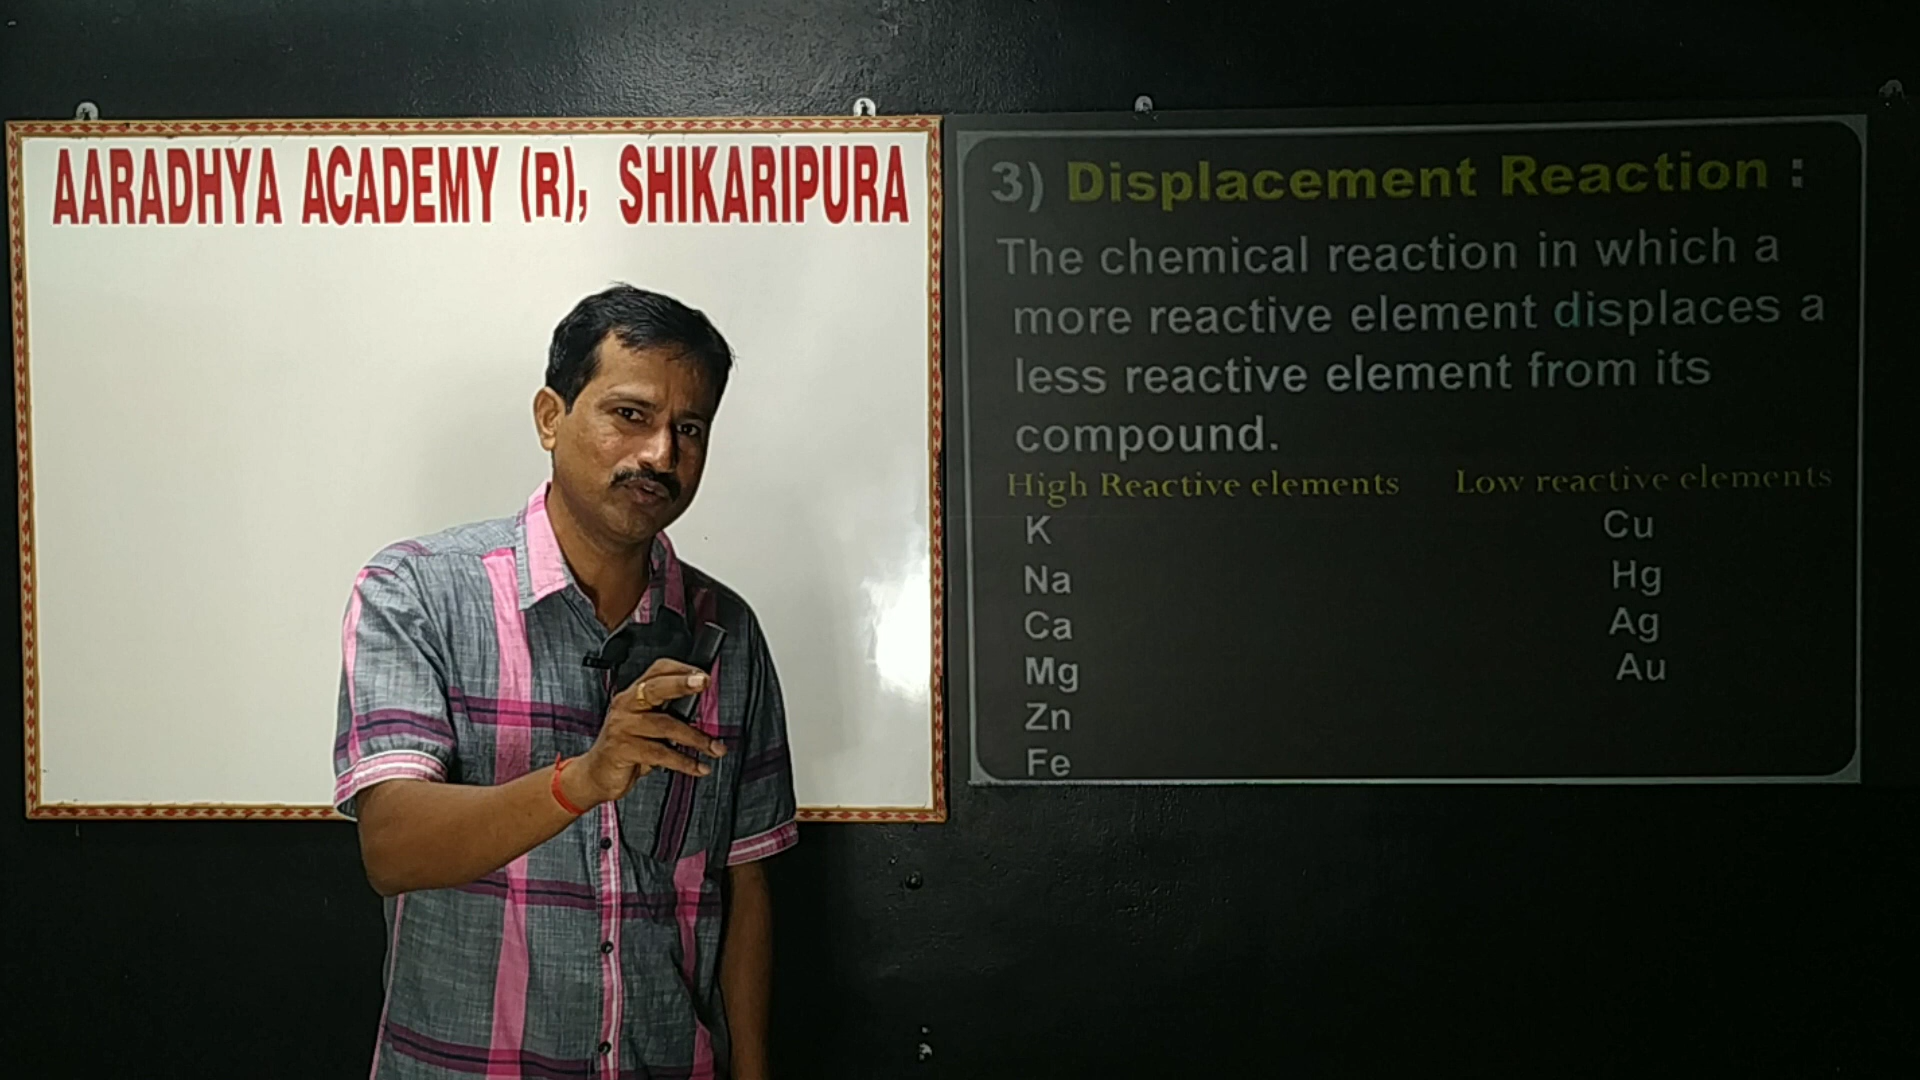 AARADHYA ACADEMY (R), SHIKARIPURA
3) Displacement Reaction :
The chemical reaction in which a
more reactive element displaces a
less reactive element from its
compound.
High Reactive elements Low reactive elements
K Cu
Na Hg
Ca Ag
Mg Au
Zn
Fe